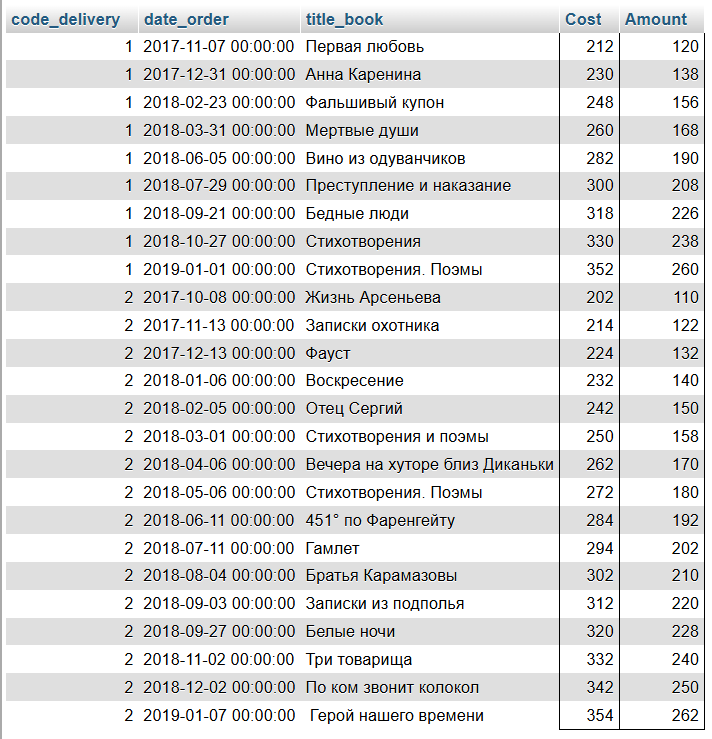 code_delivery date_order title_book Cost Amount
1 2017-11-07 00:00:00 Первая любовь 212 120
1 2017-12-31 00:00:00 Анна Каренина 230 138
1 2018-02-23 00:00:00 Фальшивый купон 248 156
1 2018-03-31 00:00:00 Мертвые души 260 168
1 2018-06-05 00:00:00 Вино из одуванчиков 282 190
1 2018-07-29 00:00:00 Преступление и наказание 300 208
1 2018-09-21 00:00:00 Бедные люди 318 226
1 2018-10-27 00:00:00 Стихотворения 330 238
1 2019-01-01 00:00:00 Стихотворения. Поэмы 352 260
2 2017-10-08 00:00:00 Жизнь Арсеньева 202 110
2 2017-11-13 00:00:00 Записки охотника 214 122
2 2017-12-13 00:00:00 Фауст 224 132
2 2018-01-06 00:00:00 Воскресение 232 140
2 2018-02-05 00:00:00 Отец Сергий 242 150
2 2018-03-01 00:00:00 Стихотворения и поэмы 250 158
2 2018-04-06 00:00:00 Вечера на хуторе близ Диканьки 262 170
2 2018-05-06 00:00:00 Стихотворения. Поэмы 272 180
2 2018-06-11 00:00:00 451° по Фаренгейту 284 192
2 2018-07-11 00:00:00 Гамлет 294 202
2 2018-08-04 00:00:00 Братья Карамазовы 302 210
2 2018-09-03 00:00:00 Записки из подполья 312 220
2 2018-09-27 00:00:00 Белые ночи 320 228
2 2018-11-02 00:00:00 Три товарища 332 240
2 2018-12-02 00:00:00 По ком звонит колокол 342 250
2 2019-01-07 00:00:00 Герой нашего времени 354 262